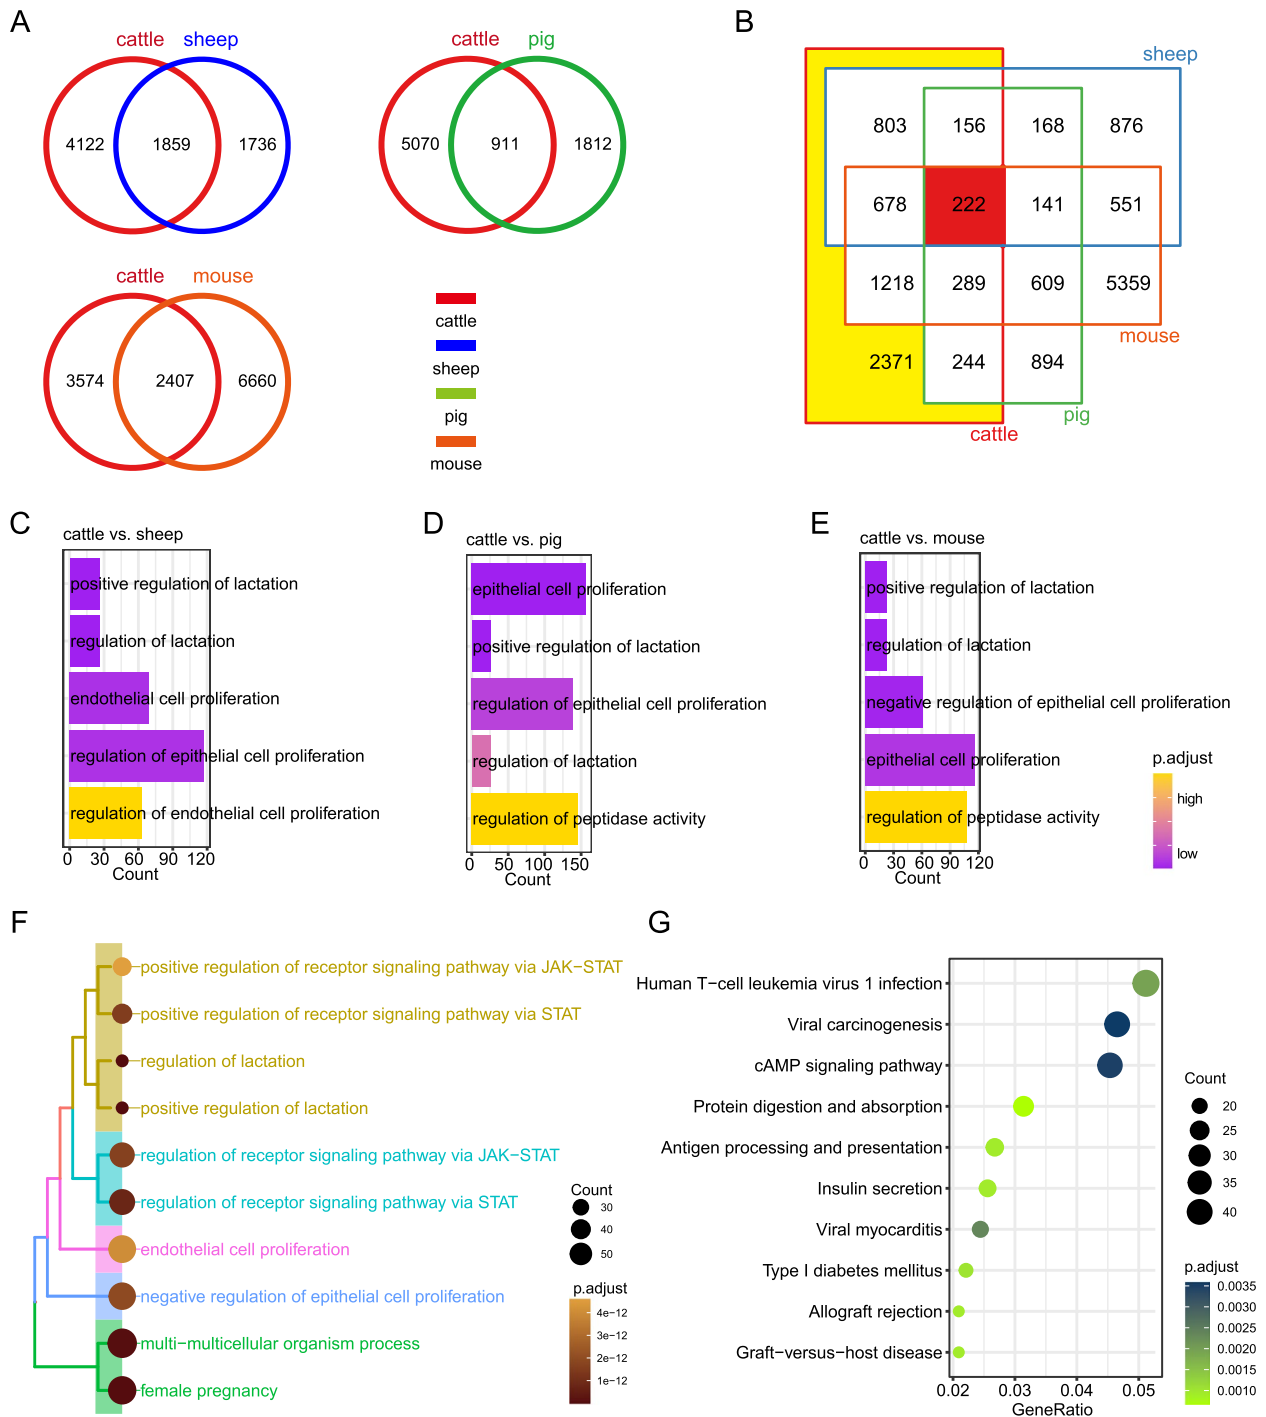 A
cattle sheep
4122 1859 1736
cattle pig
5070 911 1812
cattle mouse
3574 2407 6660
cattle
sheep
pig
mouse
B
sheep
803 156 168 876
678 222 141 551
1218 289 609 5359
mouse
2371 244 894
pig
cattle
C
cattle vs. sheep
positive regulation of lactation
regulation of lactation
endothelial cell proliferation
regulation of epithelial cell proliferation
regulation of endothelial cell proliferation
0 30 60 90 120
Count
D
cattle vs. pig
epithelial cell proliferation
positive regulation of lactation
regulation of epithelial cell proliferation
regulation of lactation
regulation of peptidase activity
0 50 100 150
Count
E
cattle vs. mouse
positive regulation of lactation
regulation of lactation
negative regulation of epithelial cell proliferation
epithelial cell proliferation
regulation of peptidase activity
0 30 60 90 120
Count
p.adjust
high
low
F
positive regulation of receptor signaling pathway via JAK−STAT
positive regulation of receptor signaling pathway via STAT
regulation of lactation
positive regulation of lactation
regulation of receptor signaling pathway via JAK−STAT
regulation of receptor signaling pathway via STAT
endothelial cell proliferation
negative regulation of epithelial cell proliferation
multi−multicellular organism process
female pregnancy
Count
30
40
50
p.adjust
4e−12
3e−12
2e−12
1e−12
G
Human T−cell leukemia virus 1 infection
Viral carcinogenesis
cAMP signaling pathway
Protein digestion and absorption
Antigen processing and presentation
Insulin secretion
Viral myocarditis
Type I diabetes mellitus
Allograft rejection
Graft−versus−host disease
0.02 0.03 0.04 0.05
GeneRatio
Count
20
25
30
35
40
p.adjust
0.0035
0.0030
0.0025
0.0020
0.0015
0.0010